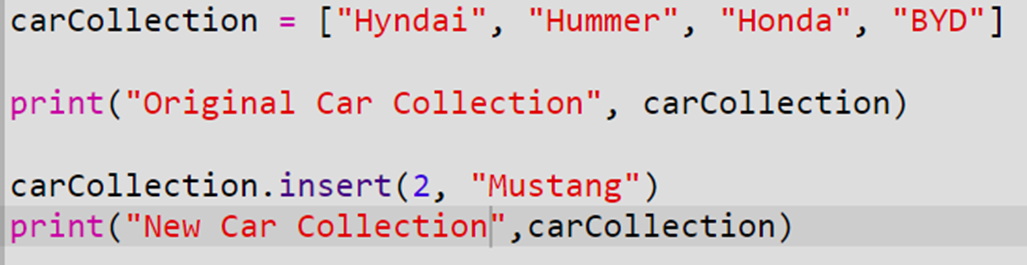 carCollection = ["Hyndai", "Hummer", "Honda", "BYD"]
print("Original Car Collection", carCollection)
carCollection.insert(2, "Mustang")
print("New Car Collection",carCollection)